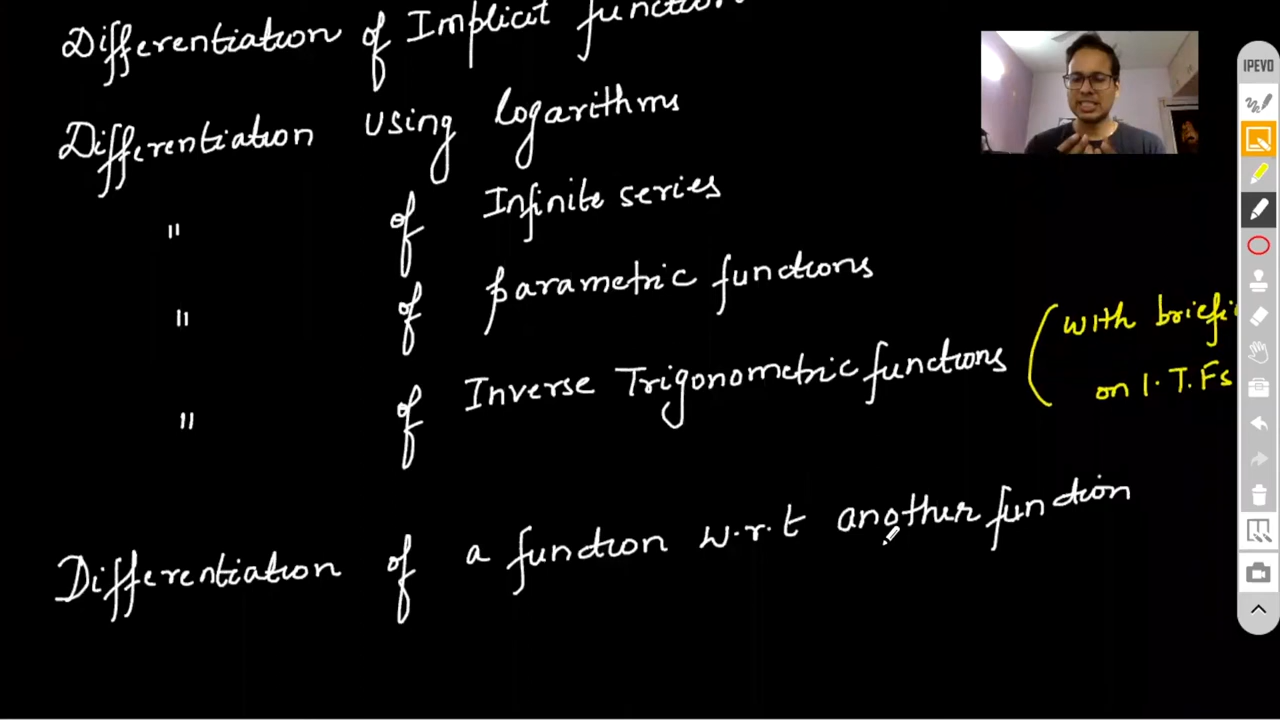 Differentiation of Implicit function
Differentiation using logarithms
" of Infinite series
" of parametric functions
" of Inverse Trigonometric functions (with
on I.T.Fs
Differentiation of a function w.r.t another function
IPEVO